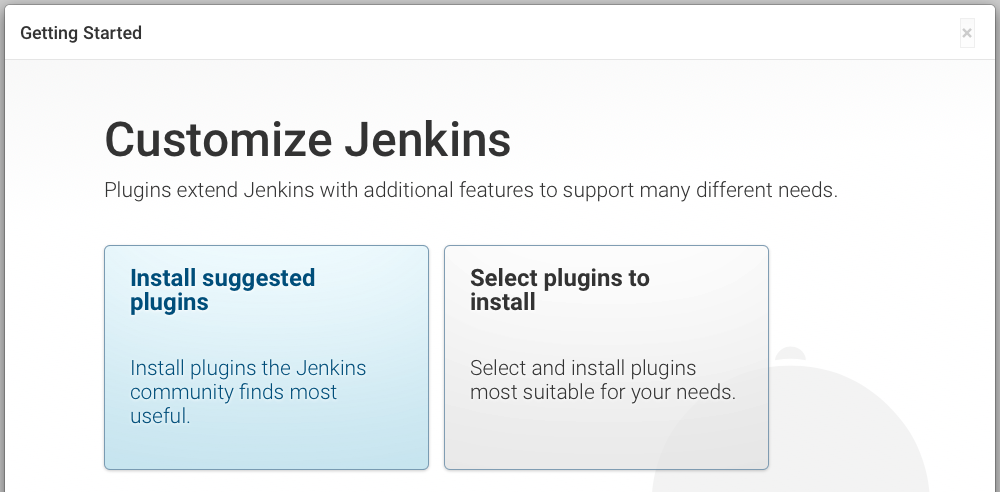 Getting Started
×
Customize Jenkins
Plugins extend Jenkins with additional features to support many different needs.
Install suggested
plugins
Install plugins the Jenkins
community finds most
useful.
Select plugins to
install
Select and install plugins
most suitable for your needs.